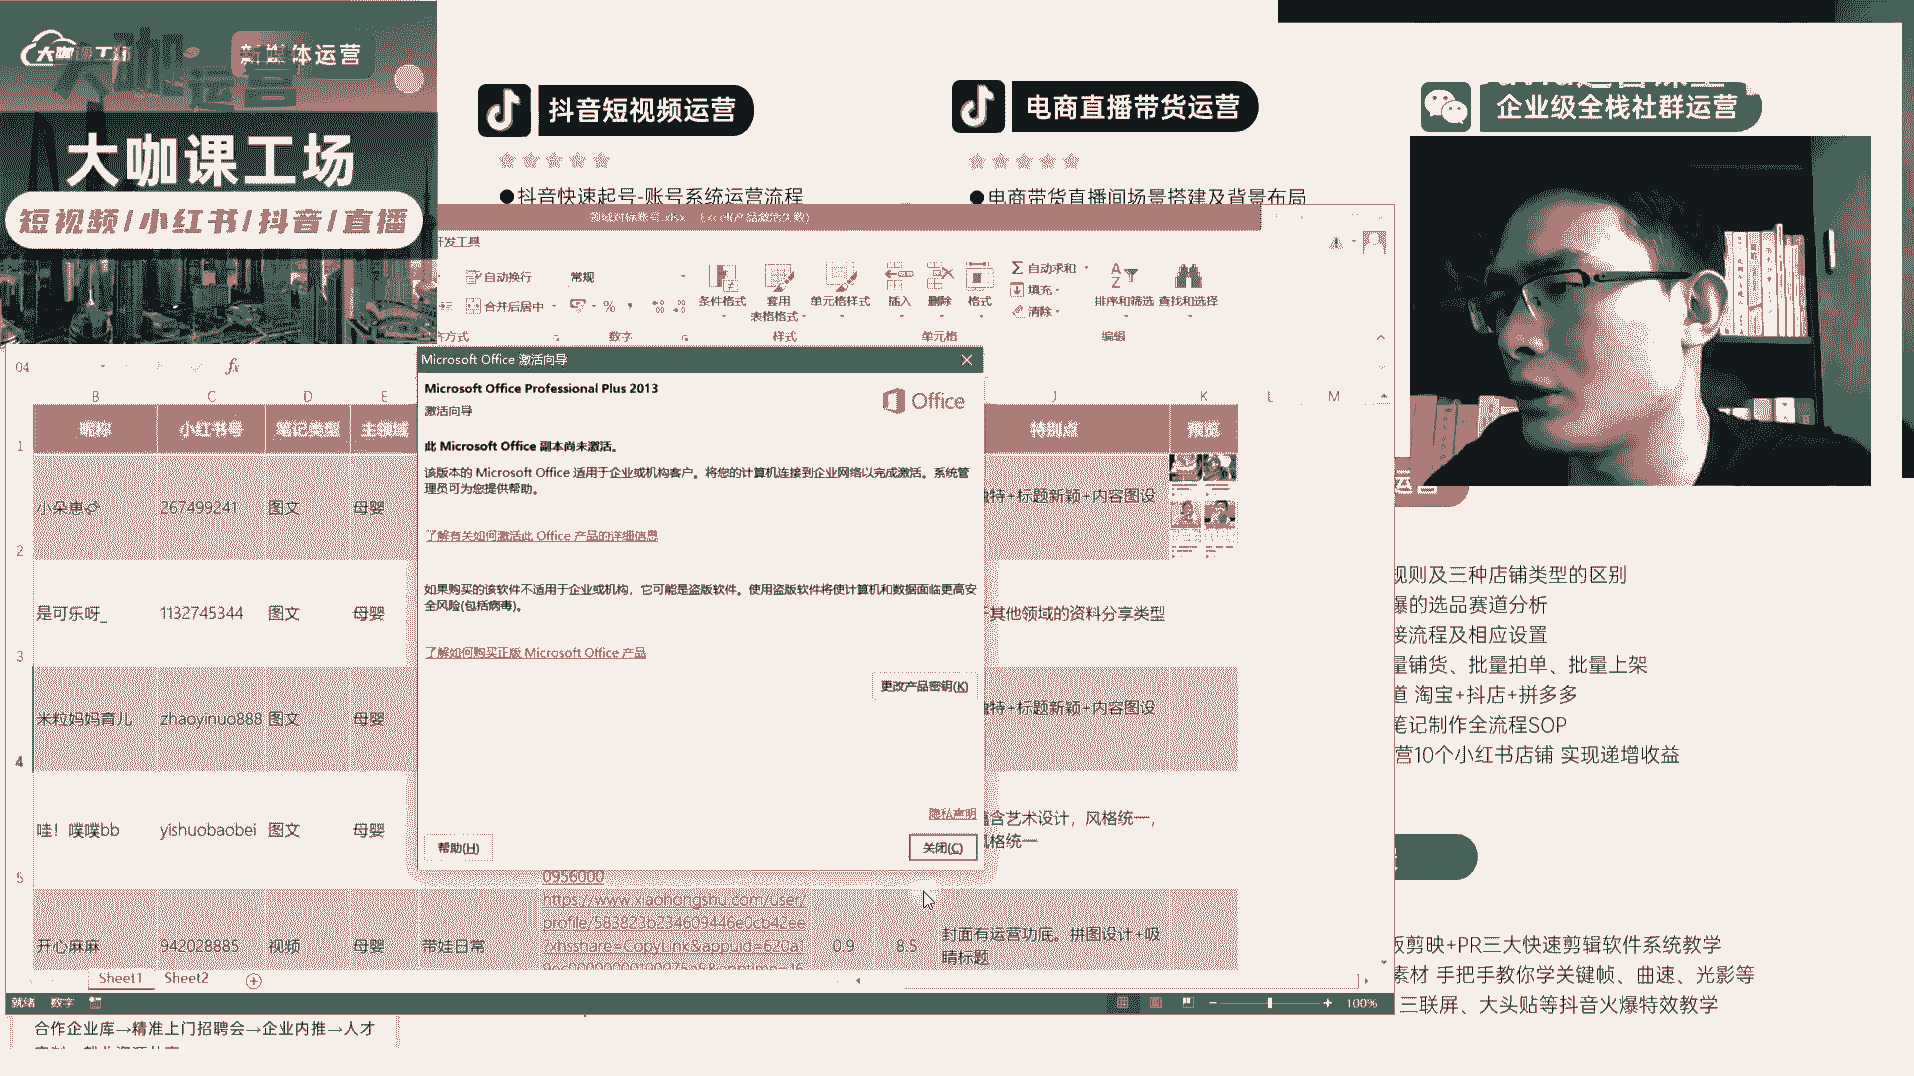 大咖课工场
新媒体运营
大咖课工场
短视频/小红书/抖音/直播
抖音短视频运营
●抖音快速起号-账号系统运营流程
电商直播带货运营
●电商带货直播间场景搭建及背景布局
企业级全栈社群运营
领域对标账号.xlsx - Excel(产品激活失败)
开发工具
自动换行
常规
合并后居中
%
条件格式
套用
表格格式
单元格样式
插入
删除
格式
Σ自动求和
填充
清除
排序和筛选
查找和选择
数字
样式
单元格
编辑
fx
B C D E J K L M
昵称 小红书号 笔记类型 主领域 特别点 预览
1
小朵恵 267499241 图文 母婴
特+标题新颖+内容图设
2
是可乐呀_ 1132745344 图文 母婴
其他领域的资料分享类型
3
米粒妈妈育儿 zhaoyinuo888 图文 母婴
特+标题新颖+内容图设
4
哇！噗噗bb yishuobaobei 图文 母婴
含艺术设计，风格统一，
风格统一
5
0956000
https://www.xiaohongshu.com/user/
profile/583823b234609446e0cb42ee
?xhsshare=CopyLink&appuid=620a1
开心麻麻 942028885 视频 母婴 带娃日常 0.9 8.5
封面有运营功底。拼图设计+吸
睛标题
Sheet1 Sheet2
就绪 数字
100%
Microsoft Office 激活向导
Microsoft Office Professional Plus 2013
激活向导
Office
此 Microsoft Office 副本尚未激活。
该版本的 Microsoft Office 适用于企业或机构客户。将您的计算机连接到企业网络以完成激活。系统管
理员可为您提供帮助。
了解有关如何激活此 Office 产品的详细信息
如果购买的该软件不适用于企业或机构，它可能是盗版软件。使用盗版软件将使计算机和数据面临更高安
全风险(包括病毒)。
了解如何购买正版 Microsoft Office 产品
更改产品密钥(K)
隐私声明
帮助(H)
关闭(C)
运营
规则及三种店铺类型的区别
爆的选品赛道分析
接流程及相应设置
量铺货、批量拍单、批量上架
道 淘宝+抖店+拼多多
笔记制作全流程SOP
营10个小红书店铺 实现递增收益
版剪映+PR三大快速剪辑软件系统教学
素材 手把手教你学关键帧、曲速、光影等
三联屏、大头贴等抖音火爆特效教学
合作企业库→精准上门招聘会→企业内推→人才